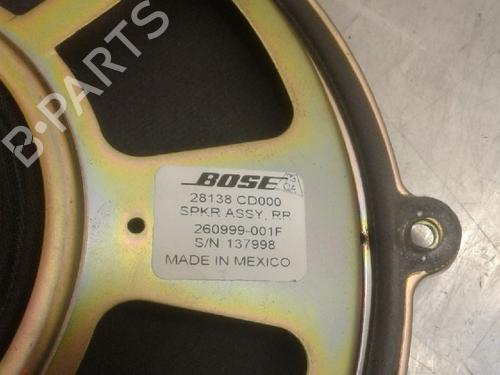 B-PARTS
BOSE
28138 CD000
SPKR ASSY, RR
260999-001F
S/N 137998
MADE IN MEXICO